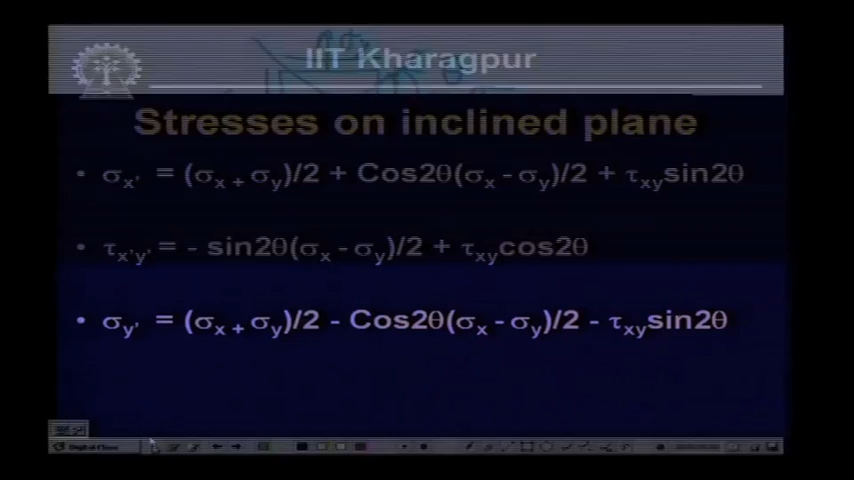 IIT Kharagpur
Stresses on inclined plane
• σx' = (σx + σy)/2 + Cos2θ(σx - σy)/2 + τxysin2θ
• τx'y' = - sin2θ(σx - σy)/2 + τxycos2θ
• σy' = (σx + σy)/2 - Cos2θ(σx - σy)/2 - τxysin2θ